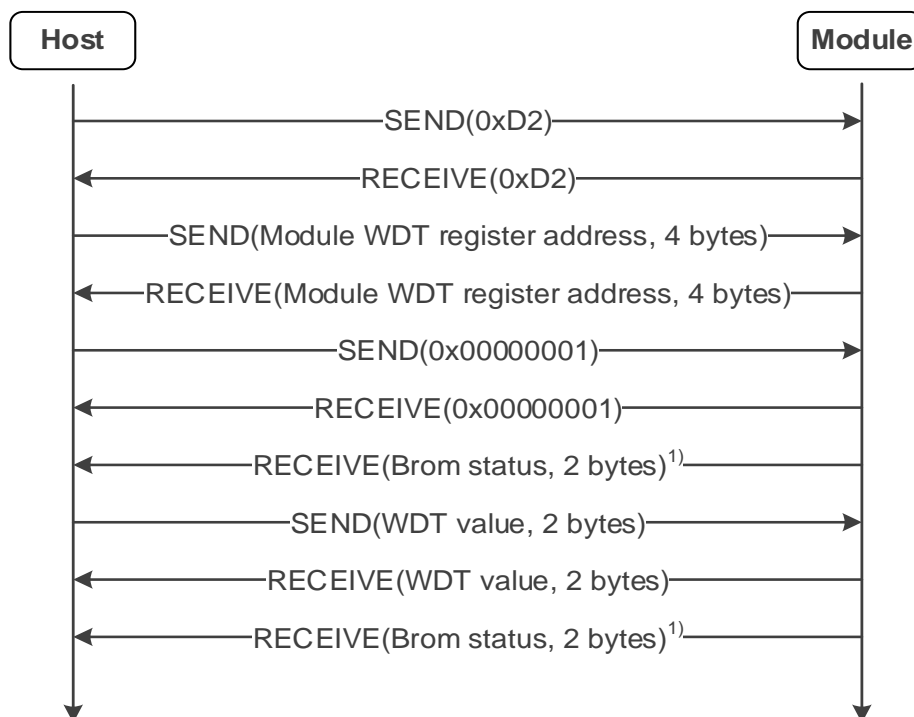 Host
Module
SEND(0xD2)
RECEIVE(0xD2)
SEND(Module WDT register address, 4 bytes)
RECEIVE(Module WDT register address, 4 bytes)
SEND(0x00000001)
RECEIVE(0x00000001)
RECEIVE(Brom status, 2 bytes)1)
SEND(WDT value, 2 bytes)
RECEIVE(WDT value, 2 bytes)
RECEIVE(Brom status, 2 bytes)1)